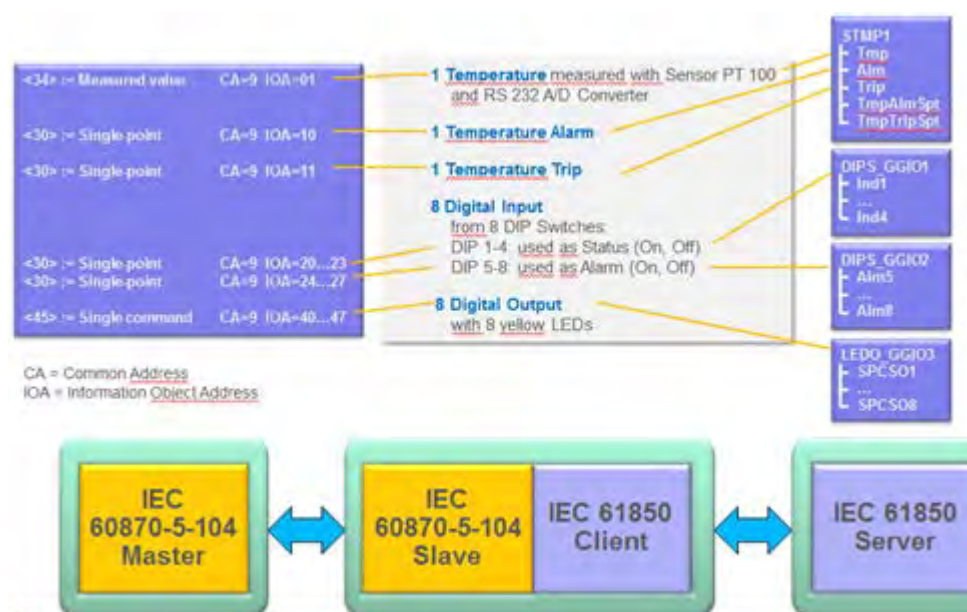 <34> := Measured value CA=9 IOA=01
<30> := Single-point CA=9 IOA=10
<30> := Single-point CA=9 IOA=11
<30> := Single-point CA=9 IOA=20...23
<30> := Single-point CA=9 IOA=24...27
<45> := Single command CA=9 IOA=40...47
1 Temperature measured with Sensor PT 100
and RS 232 A/D Converter
1 Temperature Alarm
1 Temperature Trip
8 Digital Input
from 8 DIP Switches:
DIP 1-4 used as Status (On, Off)
DIP 5-8 used as Alarm (On, Off)
8 Digital Output
with 8 yellow LEDs
STMP1
Tmp
Alm
Trip
TmpAlmSpt
TmpTripSpt
DIPS_GGIO1
Ind1
...
Ind4
DIPS_GGIO2
Alm5
...
Alm8
LEDO_GGIO3
SPCSO1
...
SPCSO8
CA = Common Address
IOA = Information Object Address
IEC
60870-5-104
Master
IEC
60870-5-104
Slave
IEC 61850
Client
IEC 61850
Server